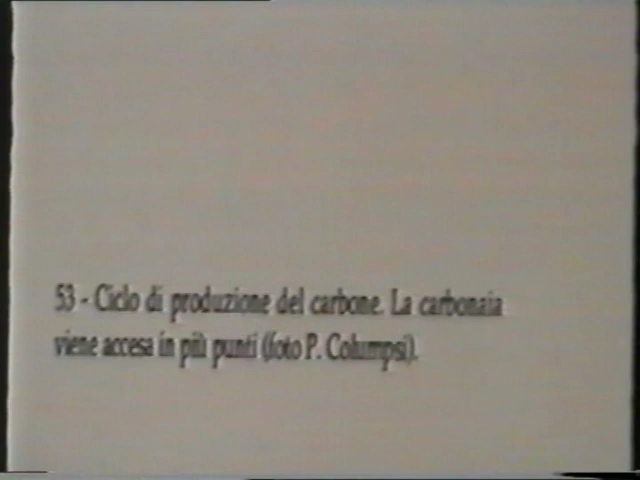 53 - Ciclo di produzione del carbone. La carbonaia
viene accesa in più punti (foto P. Columpsi).